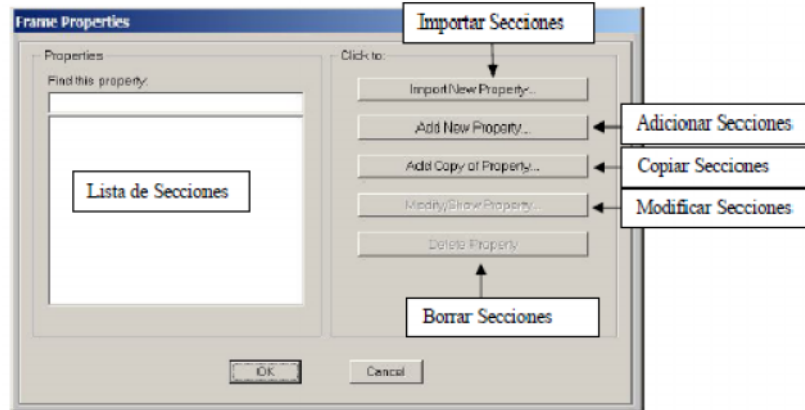 Frame Properties
Importar Secciones
Properties
Click to:
Find this property:
Import New Property...
Add New Property...
Adicionar Secciones
Add Copy of Property...
Copiar Secciones
Lista de Secciones
Modify/Show Property...
Modificar Secciones
Delete Property
Borrar Secciones
OK
Cancel